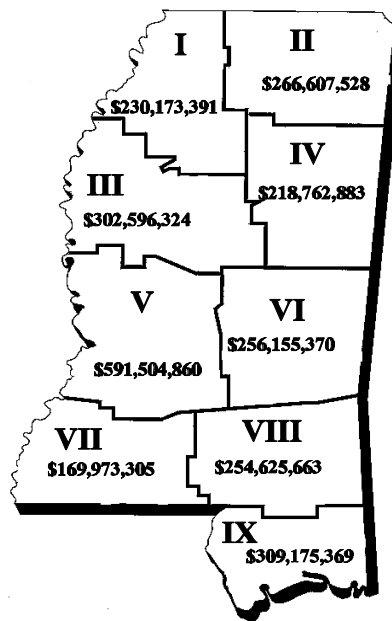 I
$230,173,391
II
$266,607,528
III
$302,596,324
IV
$218,762,883
V
$591,504,860
VI
$256,155,370
VII
$169,973,305
VIII
$254,625,663
IX
$309,175,369